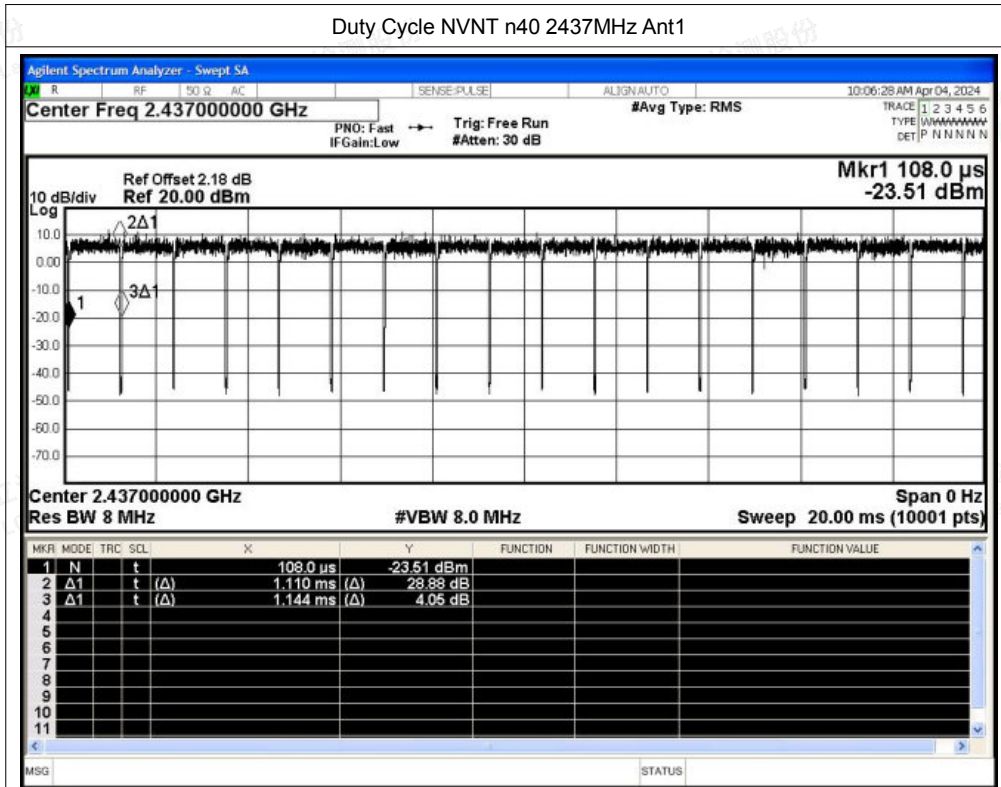 Duty Cycle NVNT n40 2437MHz Ant1
Agilent Spectrum Analyzer - Swept SA
LXI R RF 50 Ω AC SENSE:PULSE ALIGNAUTO 10:06:28 AM Apr 04, 2024
Center Freq 2.437000000 GHz #Avg Type: RMS TRACE 1 2 3 4 5 6
PNO: Fast Trig: Free Run TYPE WWWWWW
IFGain:Low #Atten: 30 dB DET P N N N N N
Mkr1 108.0 µs
Ref Offset 2.18 dB
10 dB/div Ref 20.00 dBm -23.51 dBm
Log
2Δ1
10.0
0.00
-10.0
3Δ1
1
-20.0
-30.0
-40.0
-50.0
-60.0
-70.0
Center 2.437000000 GHz Span 0 Hz
Res BW 8 MHz #VBW 8.0 MHz Sweep 20.00 ms (10001 pts)
MKR MODE TRC SCL X Y FUNCTION FUNCTION WIDTH FUNCTION VALUE
1 N t 108.0 µs -23.51 dBm
2 Δ1 t (Δ) 1.110 ms (Δ) 28.88 dB
3 Δ1 t (Δ) 1.144 ms (Δ) 4.05 dB
4
5
6
7
8
9
10
11
MSG STATUS